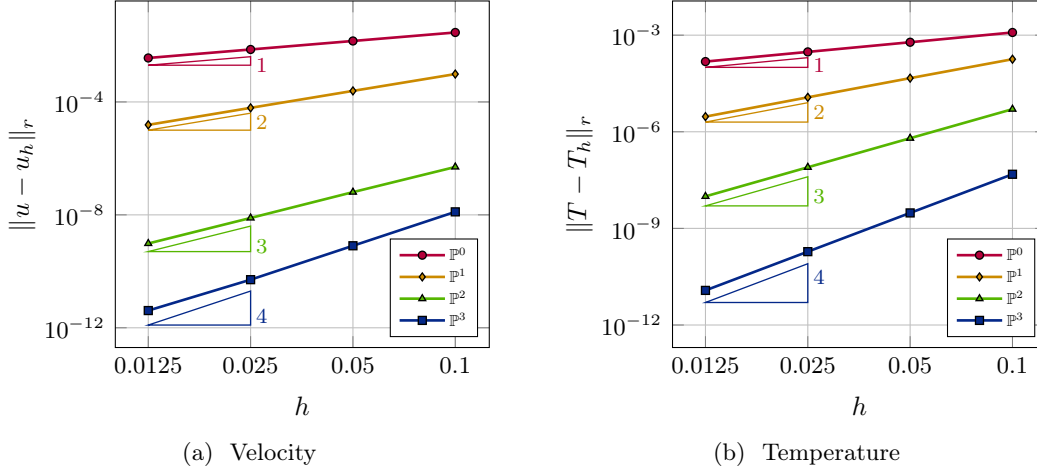 10^{-4}
10^{-8}
10^{-12}
‖u − u_h‖_r
1
2
3
4
ℙ^0
ℙ^1
ℙ^2
ℙ^3
0.0125 0.025 0.05 0.1
h
(a) Velocity
10^{-3}
10^{-6}
10^{-9}
10^{-12}
‖T − T_h‖_r
1
2
3
4
ℙ^0
ℙ^1
ℙ^2
ℙ^3
0.0125 0.025 0.05 0.1
h
(b) Temperature